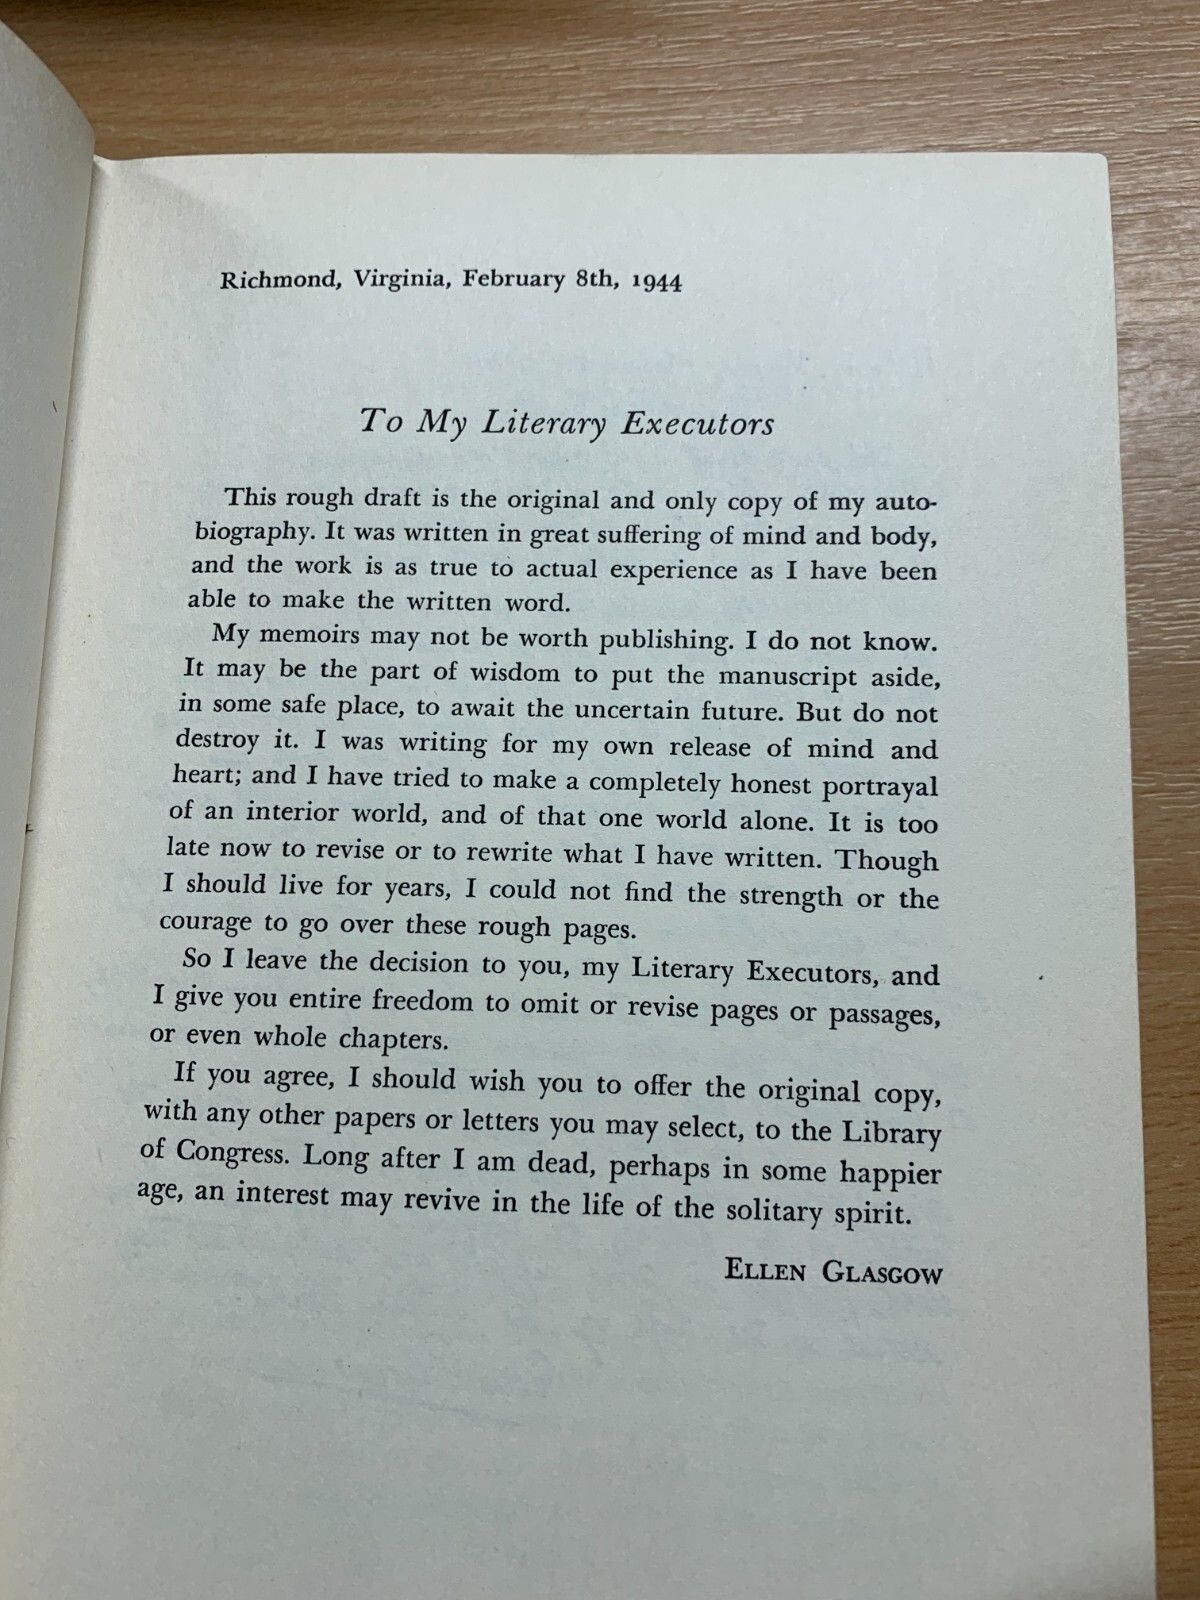 Richmond, Virginia, February 8th, 1944
To My Literary Executors
This rough draft is the original and only copy of my auto-
biography. It was written in great suffering of mind and body,
and the work is as true to actual experience as I have been
able to make the written word.
My memoirs may not be worth publishing. I do not know.
It may be the part of wisdom to put the manuscript aside,
in some safe place, to await the uncertain future. But do not
destroy it. I was writing for my own release of mind and
heart; and I have tried to make a completely honest portrayal
of an interior world, and of that one world alone. It is too
late now to revise or to rewrite what I have written. Though
I should live for years, I could not find the strength or the
courage to go over these rough pages.
So I leave the decision to you, my Literary Executors, and
I give you entire freedom to omit or revise pages or passages,
or even whole chapters.
If you agree, I should wish you to offer the original copy,
with any other papers or letters you may select, to the Library
of Congress. Long after I am dead, perhaps in some happier
age, an interest may revive in the life of the solitary spirit.
ELLEN GLASGOW